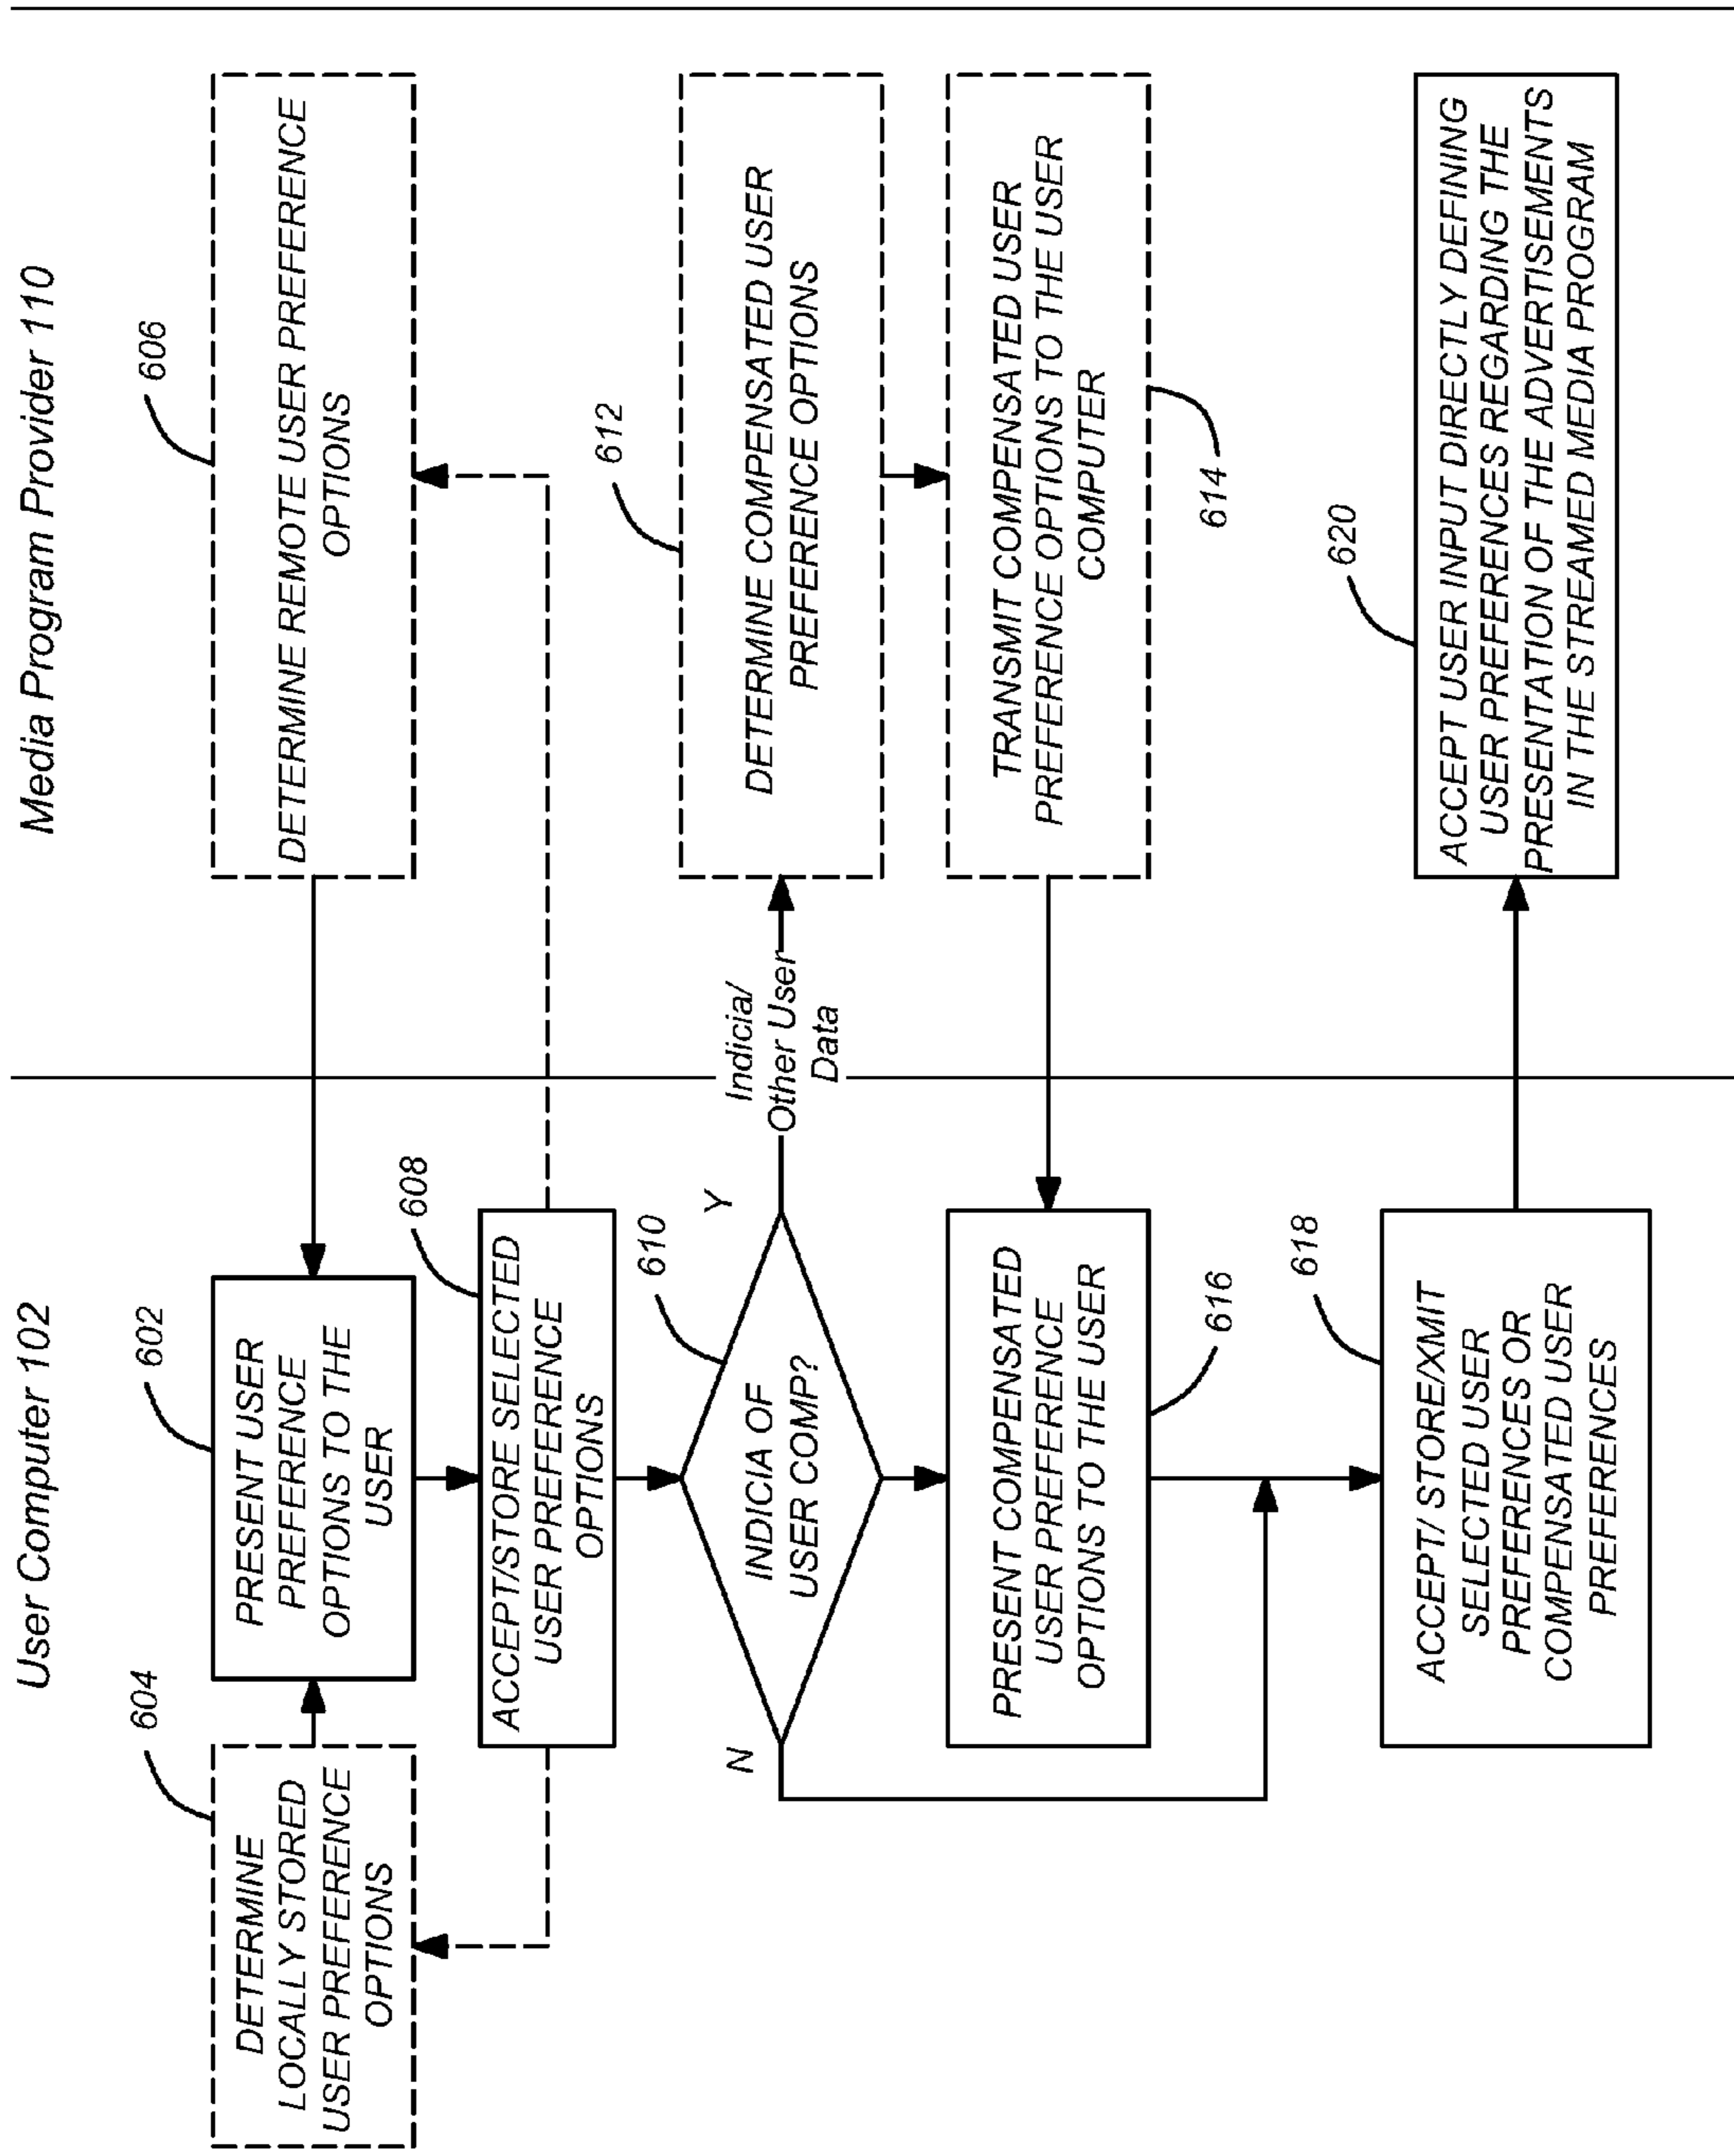 User Computer 102
Media Program Provider 110
604
DETERMINE
LOCALLY STORED
USER PREFERENCE
OPTIONS
602
PRESENT USER
PREFERENCE
OPTIONS TO THE
USER
606
DETERMINE REMOTE USER PREFERENCE
OPTIONS
608
ACCEPT/STORE SELECTED
USER PREFERENCE
OPTIONS
610
INDICIA OF
USER COMP?
N
Y
Indicia/
Other User
Data
612
DETERMINE COMPENSATED USER
PREFERENCE OPTIONS
TRANSMIT COMPENSATED USER
PREFERENCE OPTIONS TO THE USER
COMPUTER
614
PRESENT COMPENSATED
USER PREFERENCE
OPTIONS TO THE USER
616
618
ACCEPT/ STORE/XMIT
SELECTED USER
PREFERENCES OR
COMPENSATED USER
PREFERENCES
620
ACCEPT USER INPUT DIRECTLY DEFINING
USER PREFERENCES REGARDING THE
PRESENTATION OF THE ADVERTISEMENTS
IN THE STREAMED MEDIA PROGRAM